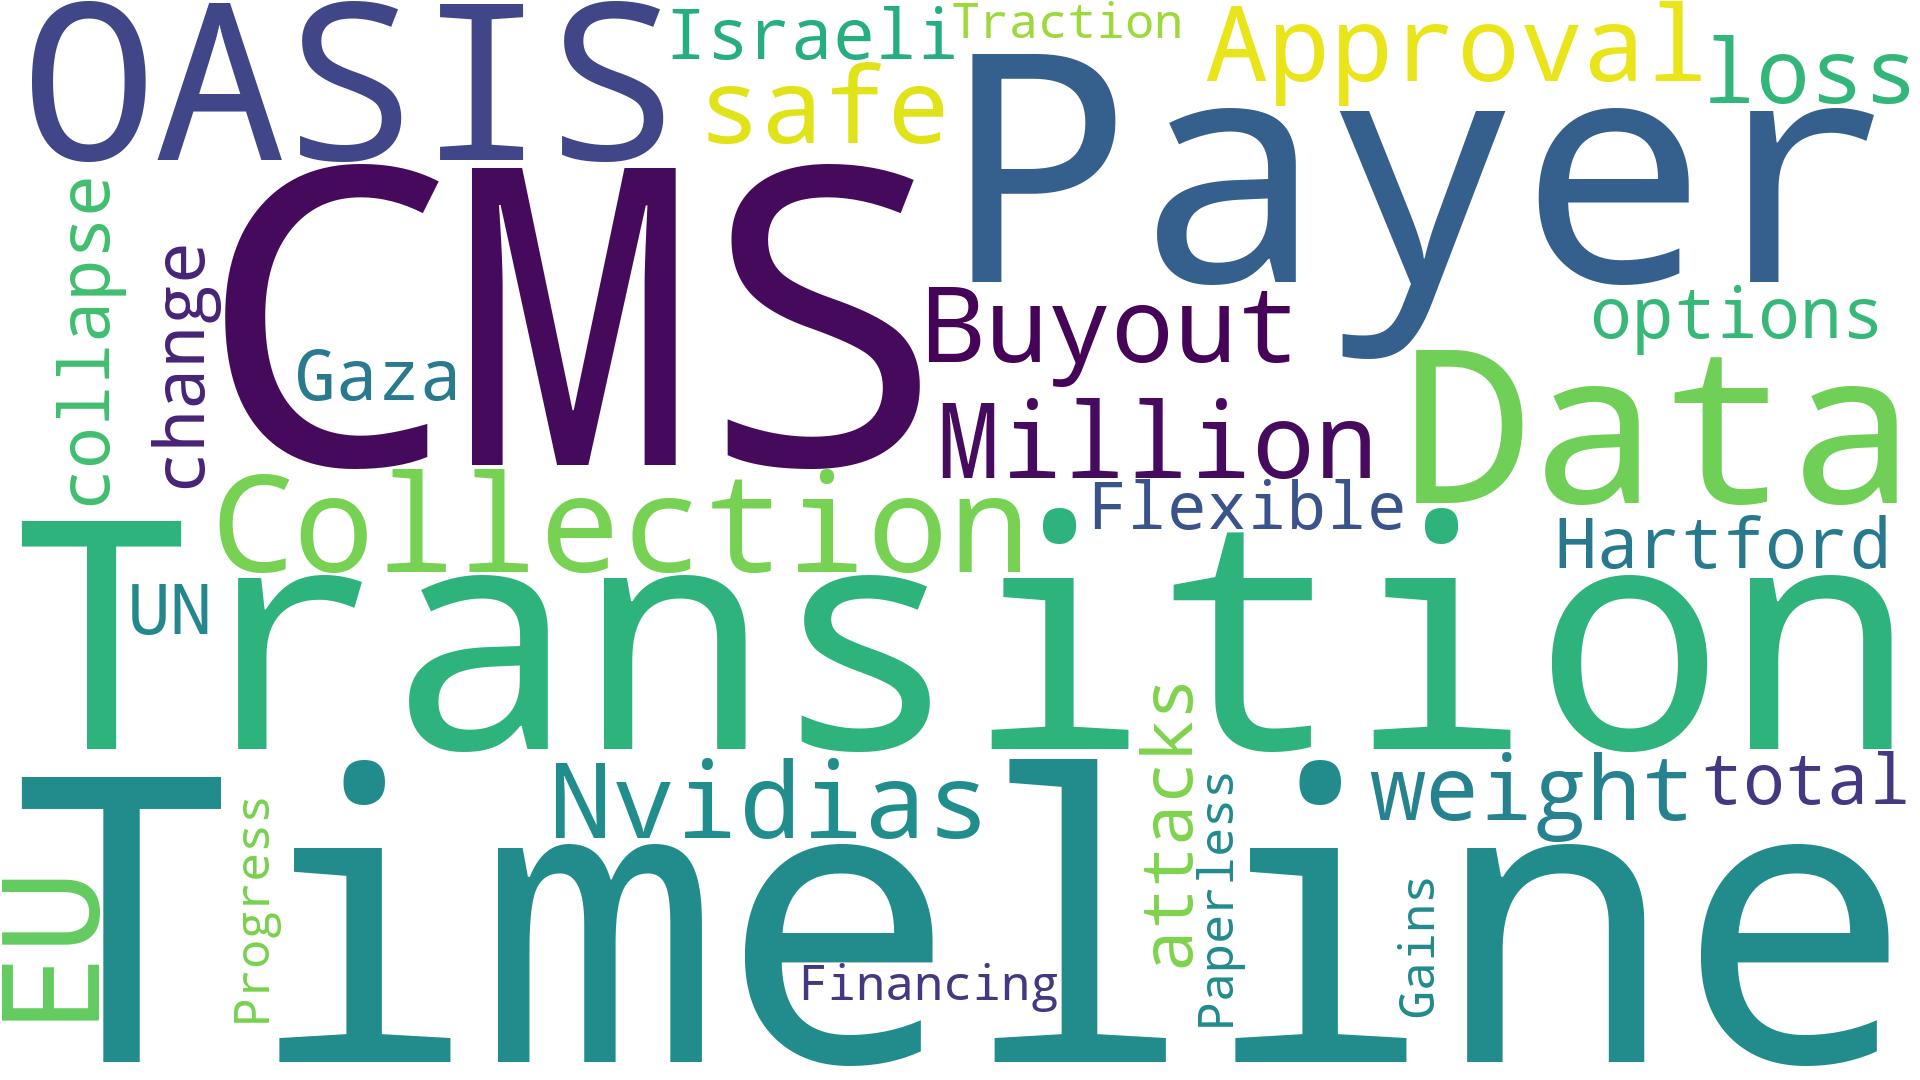 OASIS
Israeli
Traction
Approval
loss
safe
Payer
CMS
collapse
change
Gaza
Buyout
options
Million
Data
Collection
Flexible
Hartford
Transition
UN
attacks
Nvidias
weight
total
Timeline
Progress
Paperless
EU
Gains
Financing